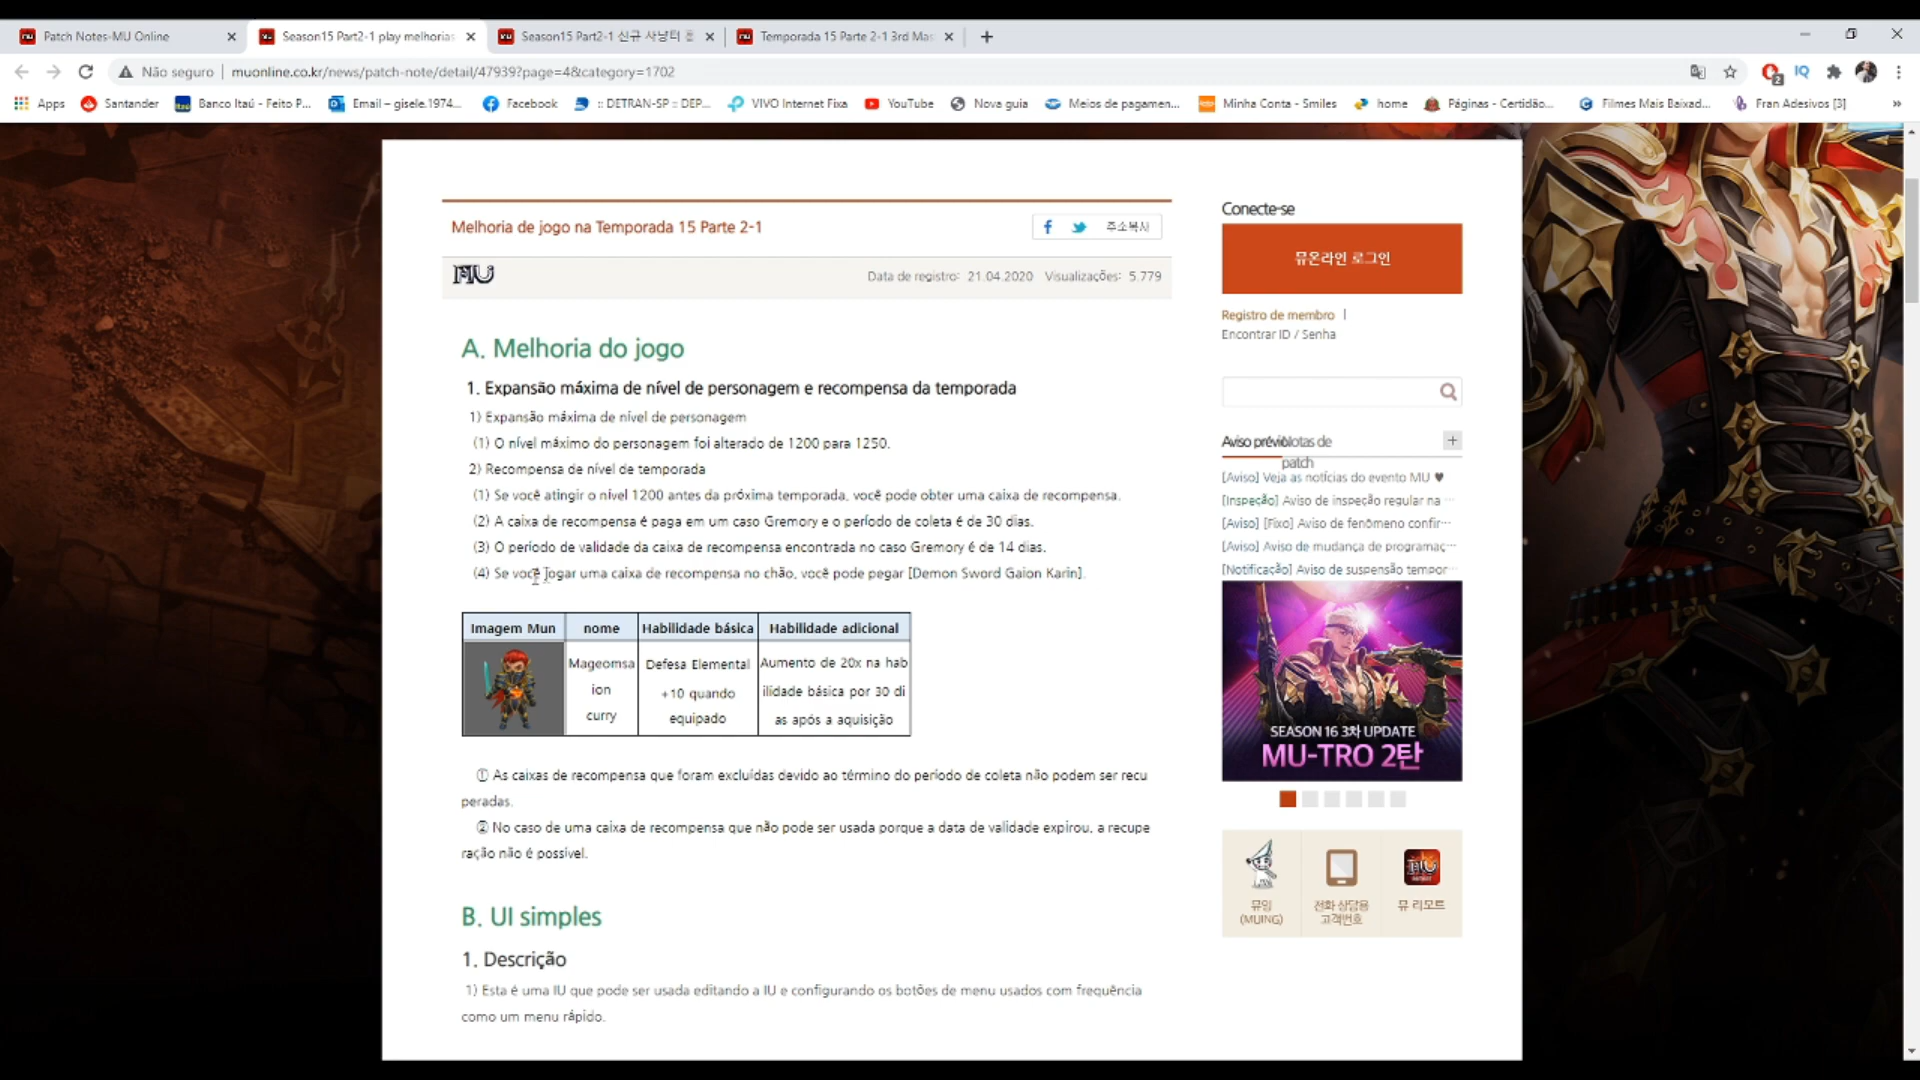 Patch Notes-MU Online
Season15 Part2-1 play melhorias
Season15 Part2-1 신규 사냥터 올
Temporada 15 Parte 2-1 3rd Mas
Não seguro | muonline.co.kr/news/patch-note/detail/47939?page=4&category=1702
Apps Santander Banco Itaú - Feito P... Email – gisele.1974... Facebook :: DETRAN-SP :: DEP... VIVO Internet Fixa YouTube Nova guia Meios de pagamen... Minha Conta - Smiles home Páginas - Certidão... Filmes Mais Baixad... Fran Adesivos [3] »
Melhoria de jogo na Temporada 15 Parte 2-1
주소복사
MU
Data de registro: 21.04.2020 Visualizações: 5.779
A. Melhoria do jogo
1. Expansão máxima de nível de personagem e recompensa da temporada
1) Expansão máxima de nível de personagem
(1) O nível máximo do personagem foi alterado de 1200 para 1250.
2) Recompensa de nível de temporada
(1) Se você atingir o nível 1200 antes da próxima temporada, você pode obter uma caixa de recompensa.
(2) A caixa de recompensa é paga em um caso Gremory e o período de coleta é de 30 dias.
(3) O período de validade da caixa de recompensa encontrada no caso Gremory é de 14 dias.
(4) Se você jogar uma caixa de recompensa no chão, você pode pegar [Demon Sword Gaion Karin].
Imagem Mun nome Habilidade básica Habilidade adicional
Mageomsa
ion
curry
Defesa Elemental
+10 quando
equipado
Aumento de 20x na hab
ilidade básica por 30 di
as após a aquisição
① As caixas de recompensa que foram excluídas devido ao término do período de coleta não podem ser recu
peradas.
② No caso de uma caixa de recompensa que não pode ser usada porque a data de validade expirou, a recupe
ração não é possível.
B. UI simples
1. Descrição
1) Esta é uma IU que pode ser usada editando a IU e configurando os botões de menu usados com frequência
como um menu rápido.
Conecte-se
뮤온라인 로그인
Registro de membro |
Encontrar ID / Senha
Aviso prévio
Notas de
patch
+
[Aviso] Veja as notícias do evento MU ♥
[Inspeção] Aviso de inspeção regular na ···
[Aviso] [Fixo] Aviso de fenômeno confir···
[Aviso] Aviso de mudança de programaç···
[Notificação] Aviso de suspensão tempor···
SEASON 16 3차 UPDATE
MU-TRO 2탄
뮤잉
(MUING)
전화 상담용
고객번호
뮤 리모트